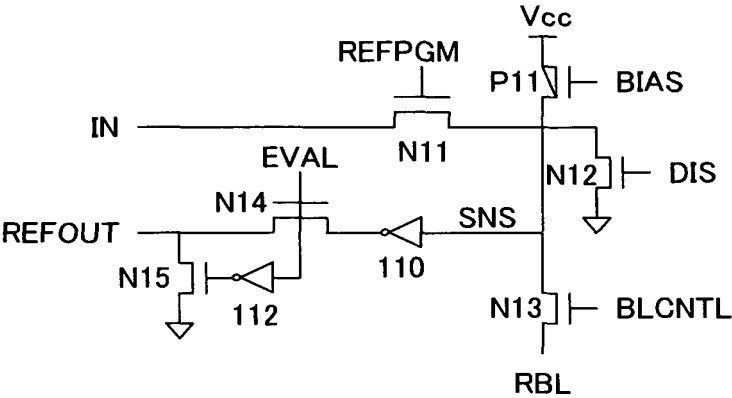 Vcc
REFPGM
P11
BIAS
IN
N11
EVAL
N12
DIS
N14
SNS
REFOUT
110
N15
112
N13
BLCNTL
RBL